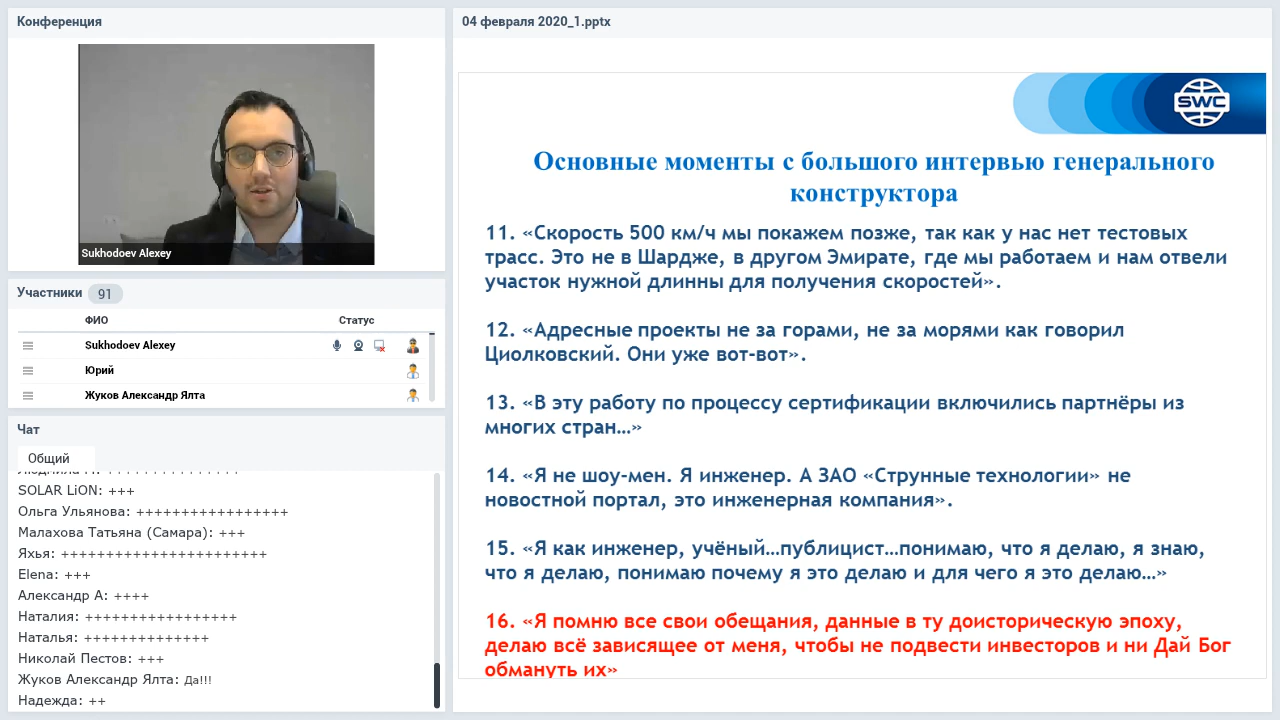 Конференция
Sukhodoev Alexey
Участники 91
ФИО Статус
Sukhodoev Alexey
Юрий
Жуков Александр Ялта
Чат
Общий
SOLAR LiON: +++
Ольга Ульянова: +++++++++++++++++
Малахова Татьяна (Самара): +++
Яхья: +++++++++++++++++++++++
Elena: +++
Александр А: ++++
Наталия: +++++++++++++++++
Наталья: ++++++++++++++
Николай Пестов: +++
Жуков Александр Ялта: Да!!!
Надежда: ++
04 февраля 2020_1.pptx
SWC
Основные моменты с большого интервью генерального
конструктора
11. «Скорость 500 км/ч мы покажем позже, так как у нас нет тестовых
трасс. Это не в Шардже, в другом Эмирате, где мы работаем и нам отвели
участок нужной длинны для получения скоростей».
12. «Адресные проекты не за горами, не за морями как говорил
Циолковский. Они уже вот-вот».
13. «В эту работу по процессу сертификации включились партнёры из
многих стран…»
14. «Я не шоу-мен. Я инженер. А ЗАО «Струнные технологии» не
новостной портал, это инженерная компания».
15. «Я как инженер, учёный…публицист…понимаю, что я делаю, я знаю,
что я делаю, понимаю почему я это делаю и для чего я это делаю…»
16. «Я помню все свои обещания, данные в ту доисторическую эпоху,
делаю всё зависящее от меня, чтобы не подвести инвесторов и ни Дай Бог
обмануть их»